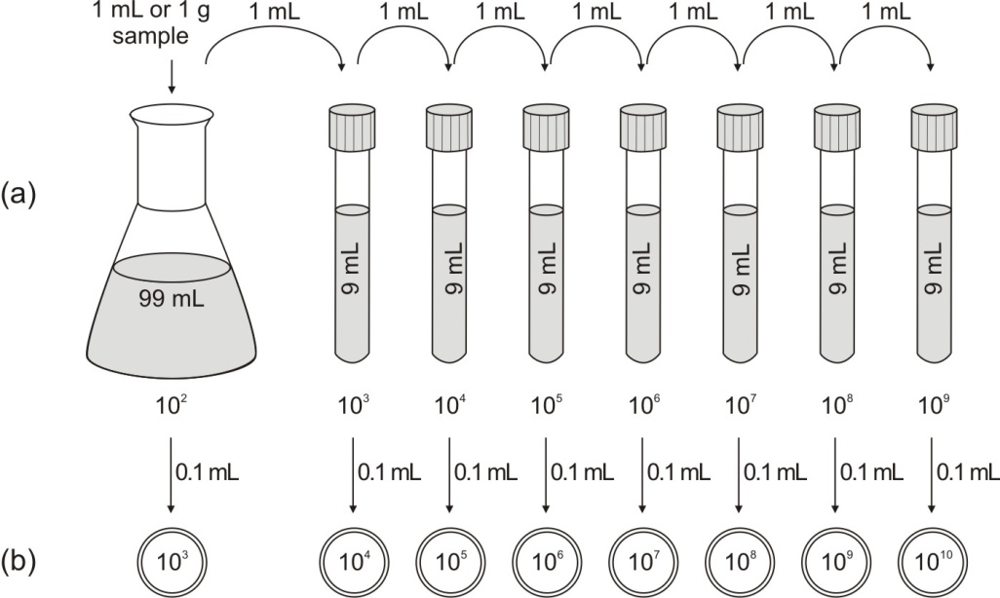 1 mL or 1 g
sample
1 mL 1 mL 1 mL 1 mL 1 mL 1 mL 1 mL
(a)
99 mL 9 mL 9 mL 9 mL 9 mL 9 mL 9 mL 9 mL
10² 10³ 10⁴ 10⁵ 10⁶ 10⁷ 10⁸ 10⁹
0.1 mL 0.1 mL 0.1 mL 0.1 mL 0.1 mL 0.1 mL 0.1 mL 0.1 mL
(b) 10³ 10⁴ 10⁵ 10⁶ 10⁷ 10⁸ 10⁹ 10¹⁰